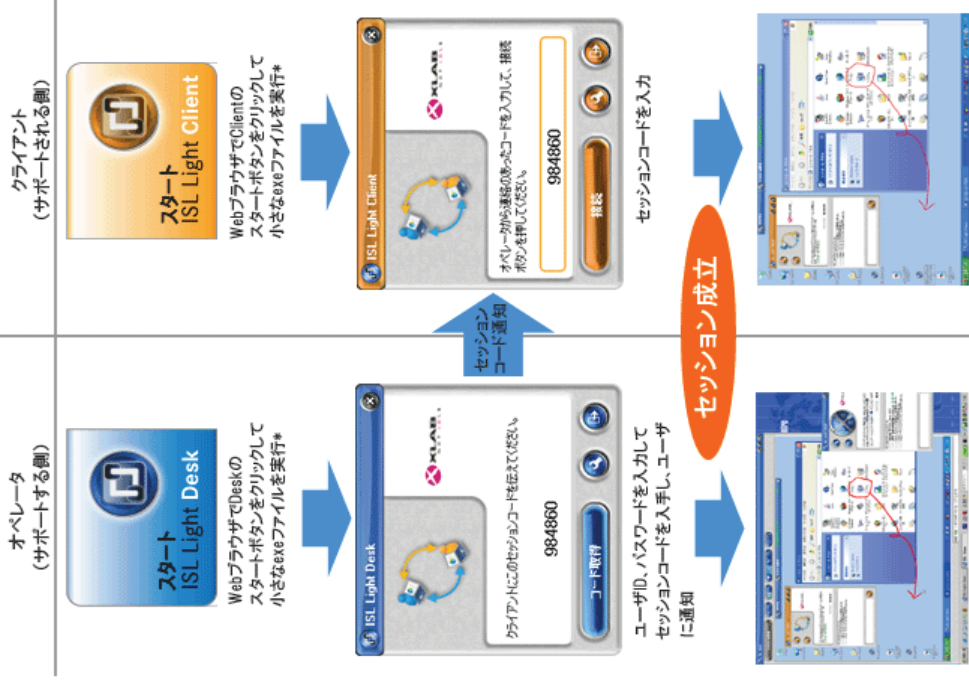 オペレータ
(サポートする側)
スタート
ISL Light Desk
WebブラウザでDeskの
スタートボタンをクリックして
小さなexeファイルを実行*
ISL Light Desk
XLAB
クライアントにこのセッションコードを伝えてください。
984860
コード取得
ユーザID、パスワードを入力して
セッションコードを入手し、ユーザ
に通知
セッション
コード通知
クライアント
(サポートされる側)
スタート
ISL Light Client
WebブラウザでClientの
スタートボタンをクリックして
小さなexeファイルを実行*
ISL Light Client
XLAB
オペレータから連絡のあったコードを入力して、接続
ボタンを押してください。
984860
接続
セッションコードを入力
セッション成立